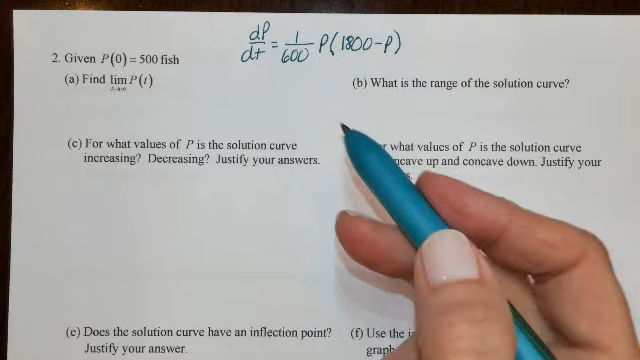 dP/dt = 1/600 P(1800-P)
2. Given P(0) = 500 fish
(a) Find lim P(t)
t→∞
(b) What is the range of the solution curve?
(c) For what values of P is the solution curve
increasing? Decreasing? Justify your answers.
what values of P is the solution curve
concave up and concave down. Justify your
(e) Does the solution curve have an inflection point?
Justify your answer.
(f) Use the